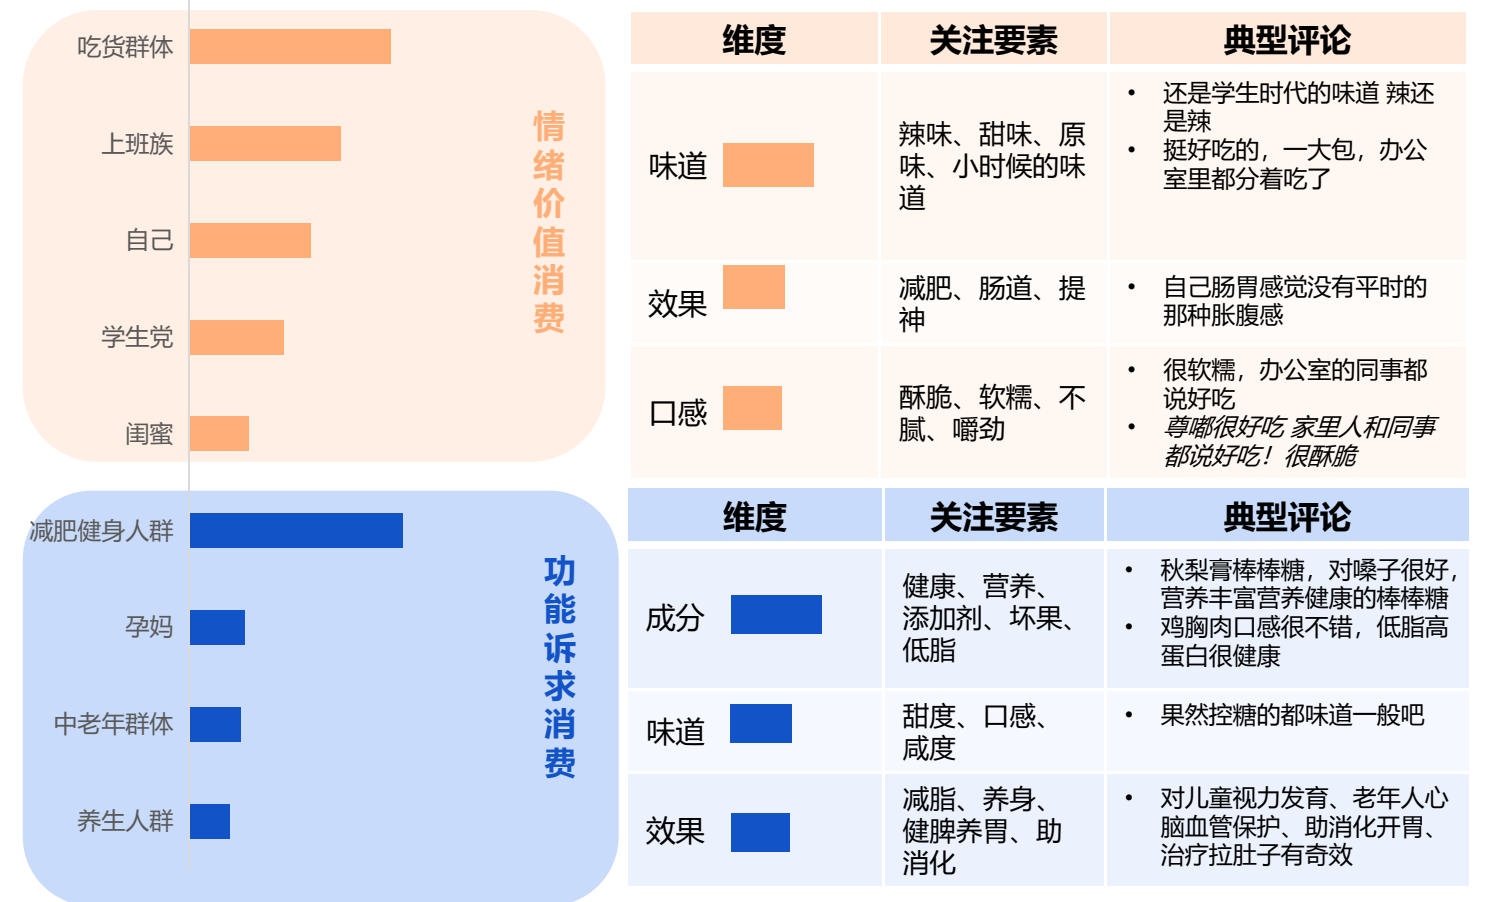 吃货群体
上班族
自己
学生党
闺蜜
情绪价值消费
减肥健身人群
孕妈
中老年群体
养生人群
功能诉求消费
维度
关注要素
典型评论
味道
辣味、甜味、原
味、小时候的味
道
• 还是学生时代的味道 辣还
是辣
• 挺好吃的，一大包，办公
室里都分着吃了
效果
减肥、肠道、提
神
• 自己肠胃感觉没有平时的
那种胀腹感
口感
酥脆、软糯、不
腻、嚼劲
• 很软糯，办公室的同事都
说好吃
• 尊嘟很好吃 家里人和同事
都说好吃！很酥脆
维度
关注要素
典型评论
成分
健康、营养、
添加剂、坏果、
低脂
• 秋梨膏棒棒糖，对嗓子很好，
营养丰富营养健康的棒棒糖
• 鸡胸肉口感很不错，低脂高
蛋白很健康
味道
甜度、口感、
咸度
• 果然控糖的都味道一般吧
效果
减脂、养身、
健脾养胃、助
消化
• 对儿童视力发育、老年人心
脑血管保护、助消化开胃、
治疗拉肚子有奇效